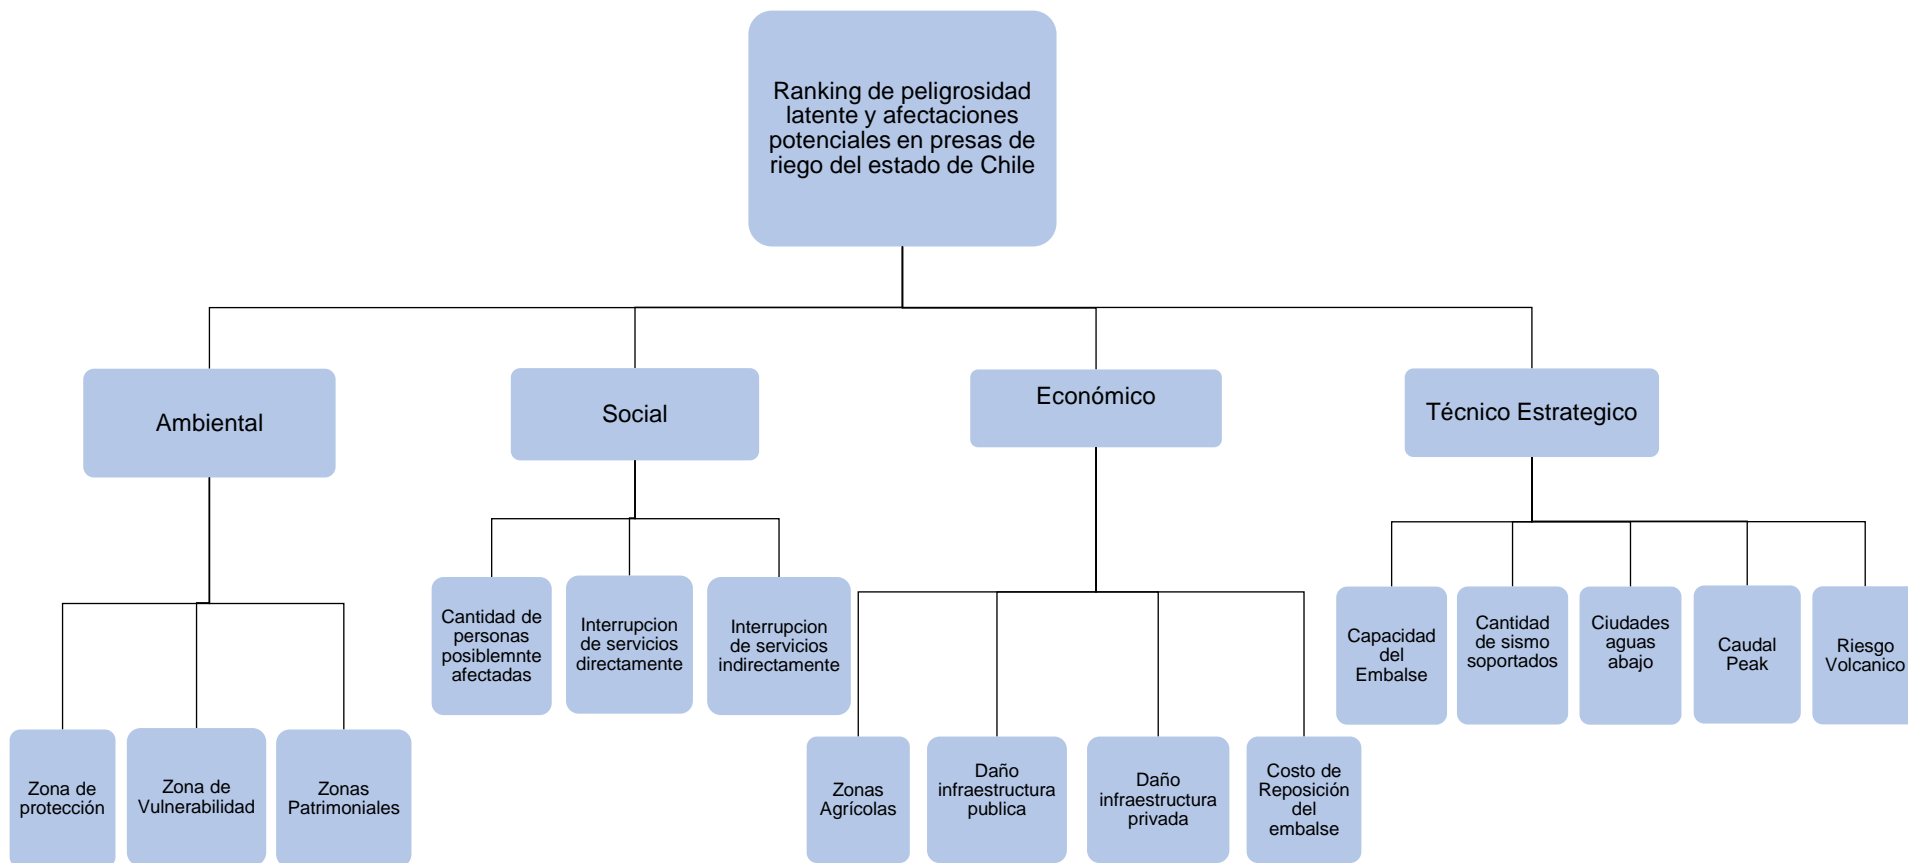 Ranking de peligrosidad
latente y afectaciones
potenciales en presas de
riego del estado de Chile
Ambiental
Social
Económico
Técnico Estrategico
Cantidad de
personas
posiblemnte
afectadas
Interrupcion
de servicios
directamente
Interrupcion
de servicios
indirectamente
Capacidad
del
Embalse
Cantidad
de sismo
soportados
Ciudades
aguas
abajo
Caudal
Peak
Riesgo
Volcanico
Zona de
protección
Zona de
Vulnerabilidad
Zonas
Patrimoniales
Zonas
Agrícolas
Daño
infraestructura
publica
Daño
infraestructura
privada
Costo de
Reposición
del
embalse